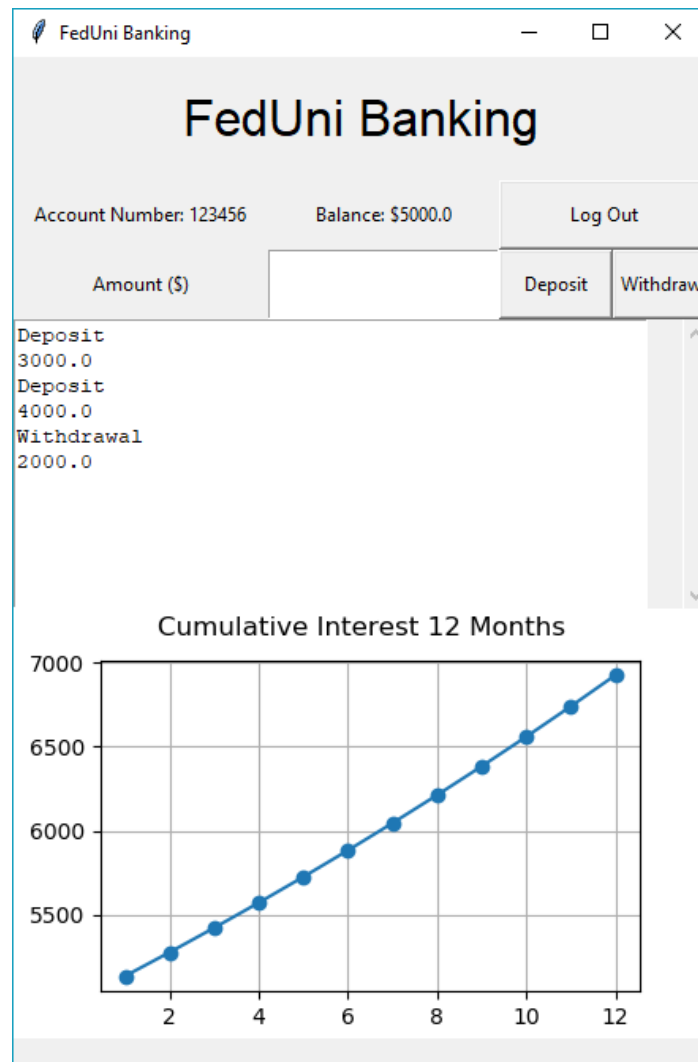 FedUni Banking
FedUni Banking
Account Number: 123456 Balance: $5000.0 Log Out
Amount ($) Deposit Withdraw
Deposit
3000.0
Deposit
4000.0
Withdrawal
2000.0
Cumulative Interest 12 Months
7000
6500
6000
5500
2 4 6 8 10 12